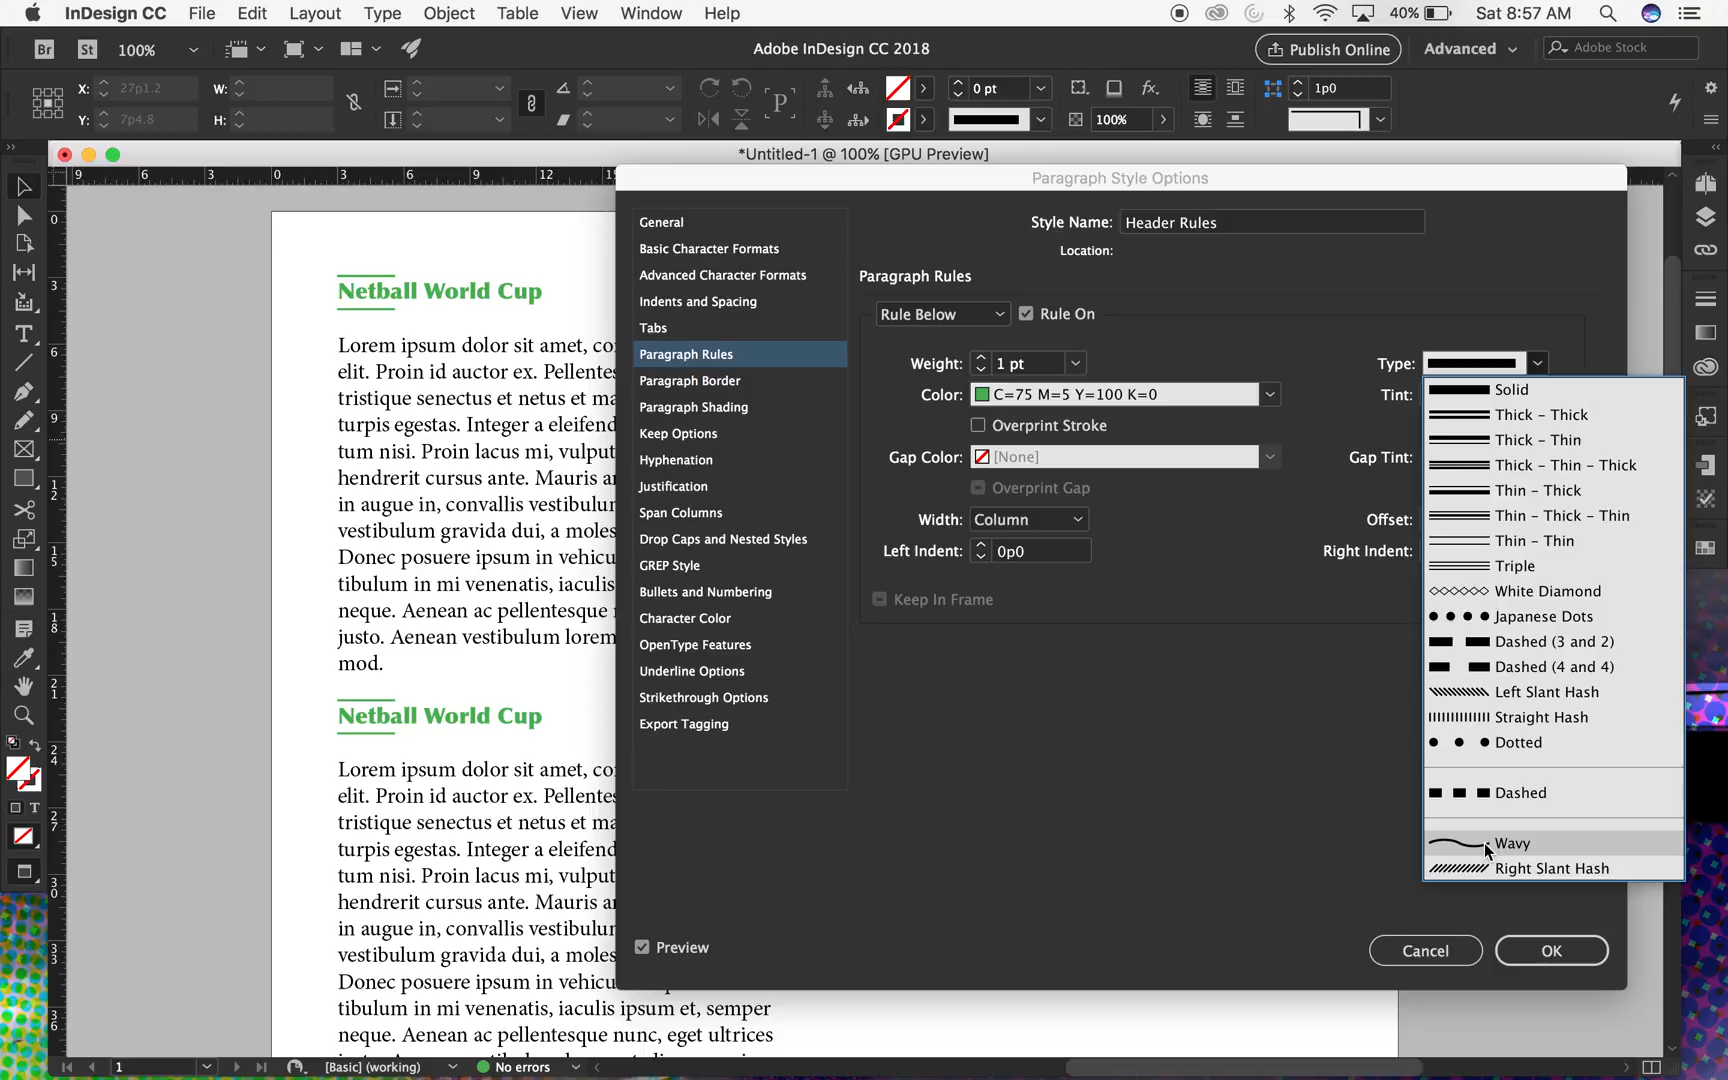 InDesign CC File Edit Layout Type Object Table View Window Help 40% Sat 8:57 AM
Br St 100% Adobe InDesign CC 2018 Publish Online Advanced Adobe Stock
X: 27p1.2 W: 0 pt 1p0
Y: 7p4.8 H: 100%
*Untitled-1 @ 100% [GPU Preview]
9 6 3 0 3 6 9 12
Paragraph Style Options
General
Basic Character Formats
Advanced Character Formats
Indents and Spacing
Tabs
Paragraph Rules
Paragraph Border
Paragraph Shading
Keep Options
Hyphenation
Justification
Span Columns
Drop Caps and Nested Styles
GREP Style
Bullets and Numbering
Character Color
OpenType Features
Underline Options
Strikethrough Options
Export Tagging
Style Name: Header Rules
Location:
Paragraph Rules
Rule Below Rule On
Weight: 1 pt Type:
Color: C=75 M=5 Y=100 K=0 Tint:
Overprint Stroke
Gap Color: [None] Gap Tint:
Overprint Gap
Width: Column Offset:
Left Indent: 0p0 Right Indent:
Keep In Frame
Solid
Thick - Thick
Thick - Thin
Thick - Thin - Thick
Thin - Thick
Thin - Thick - Thin
Thin - Thin
Triple
White Diamond
Japanese Dots
Dashed (3 and 2)
Dashed (4 and 4)
Left Slant Hash
Straight Hash
Dotted
Dashed
Wavy
Right Slant Hash
Preview Cancel OK
Netball World Cup
Lorem ipsum dolor sit amet, co
elit. Proin id auctor ex. Pellentes
tristique senectus et netus et ma
turpis egestas. Integer a eleifend
tum nisi. Proin lacus mi, vulput
hendrerit cursus ante. Mauris a
in augue in, convallis vestibulum
vestibulum gravida dui, a moles
Donec posuere ipsum in vehicu
tibulum in mi venenatis, iaculis
neque. Aenean ac pellentesque
justo. Aenean vestibulum lorem
mod.
Netball World Cup
Lorem ipsum dolor sit amet, co
elit. Proin id auctor ex. Pellentes
tristique senectus et netus et ma
turpis egestas. Integer a eleifend
tum nisi. Proin lacus mi, vulput
hendrerit cursus ante. Mauris a
in augue in, convallis vestibulum
vestibulum gravida dui, a moles
Donec posuere ipsum in vehicu
tibulum in mi venenatis, iaculis ipsum et, semper
neque. Aenean ac pellentesque nunc, eget ultrices
1 [Basic] (working) No errors